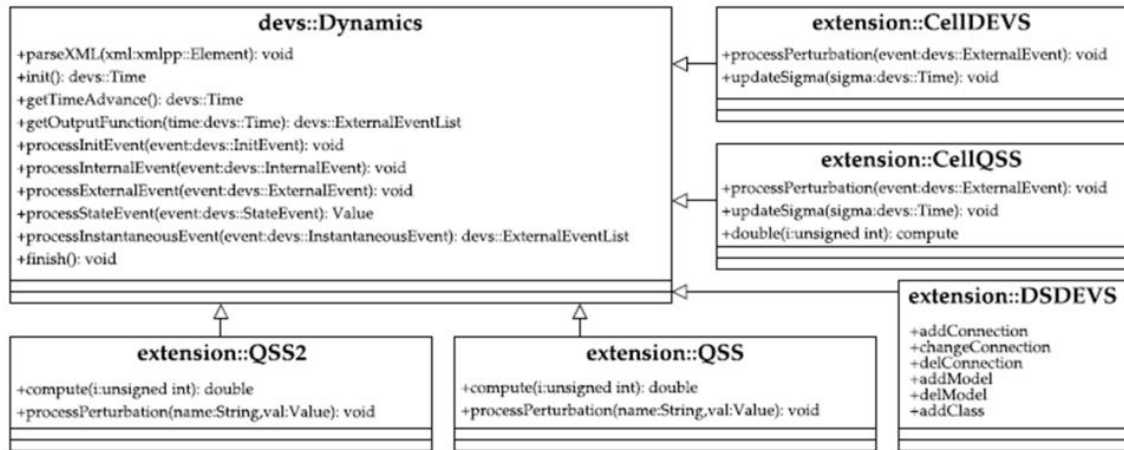 devs::Dynamics
+parseXML(xml:xmlpp::Element): void
+init(): devs::Time
+getTimeAdvance(): devs::Time
+getOutputFunction(time:devs::Time): devs::ExternalEventList
+processInitEvent(event:devs::InitEvent): void
+processInternalEvent(event:devs::InternalEvent): void
+processExternalEvent(event:devs::ExternalEvent): void
+processStateEvent(event:devs::StateEvent): Value
+processInstantaneousEvent(event:devs::InstantaneousEvent): devs::ExternalEventList
+finish(): void
extension::CellDEVS
+processPerturbation(event:devs::ExternalEvent): void
+updateSigma(sigma:devs::Time): void
extension::CellQSS
+processPerturbation(event:devs::ExternalEvent): void
+updateSigma(sigma:devs::Time): void
+double(i:unsigned int): compute
extension::DSDEVS
+addConnection
+changeConnection
+delConnection
+addModel
+delModel
+addClass
extension::QSS2
+compute(i:unsigned int): double
+processPerturbation(name:String,val:Value): void
extension::QSS
+compute(i:unsigned int): double
+processPerturbation(name:String,val:Value): void